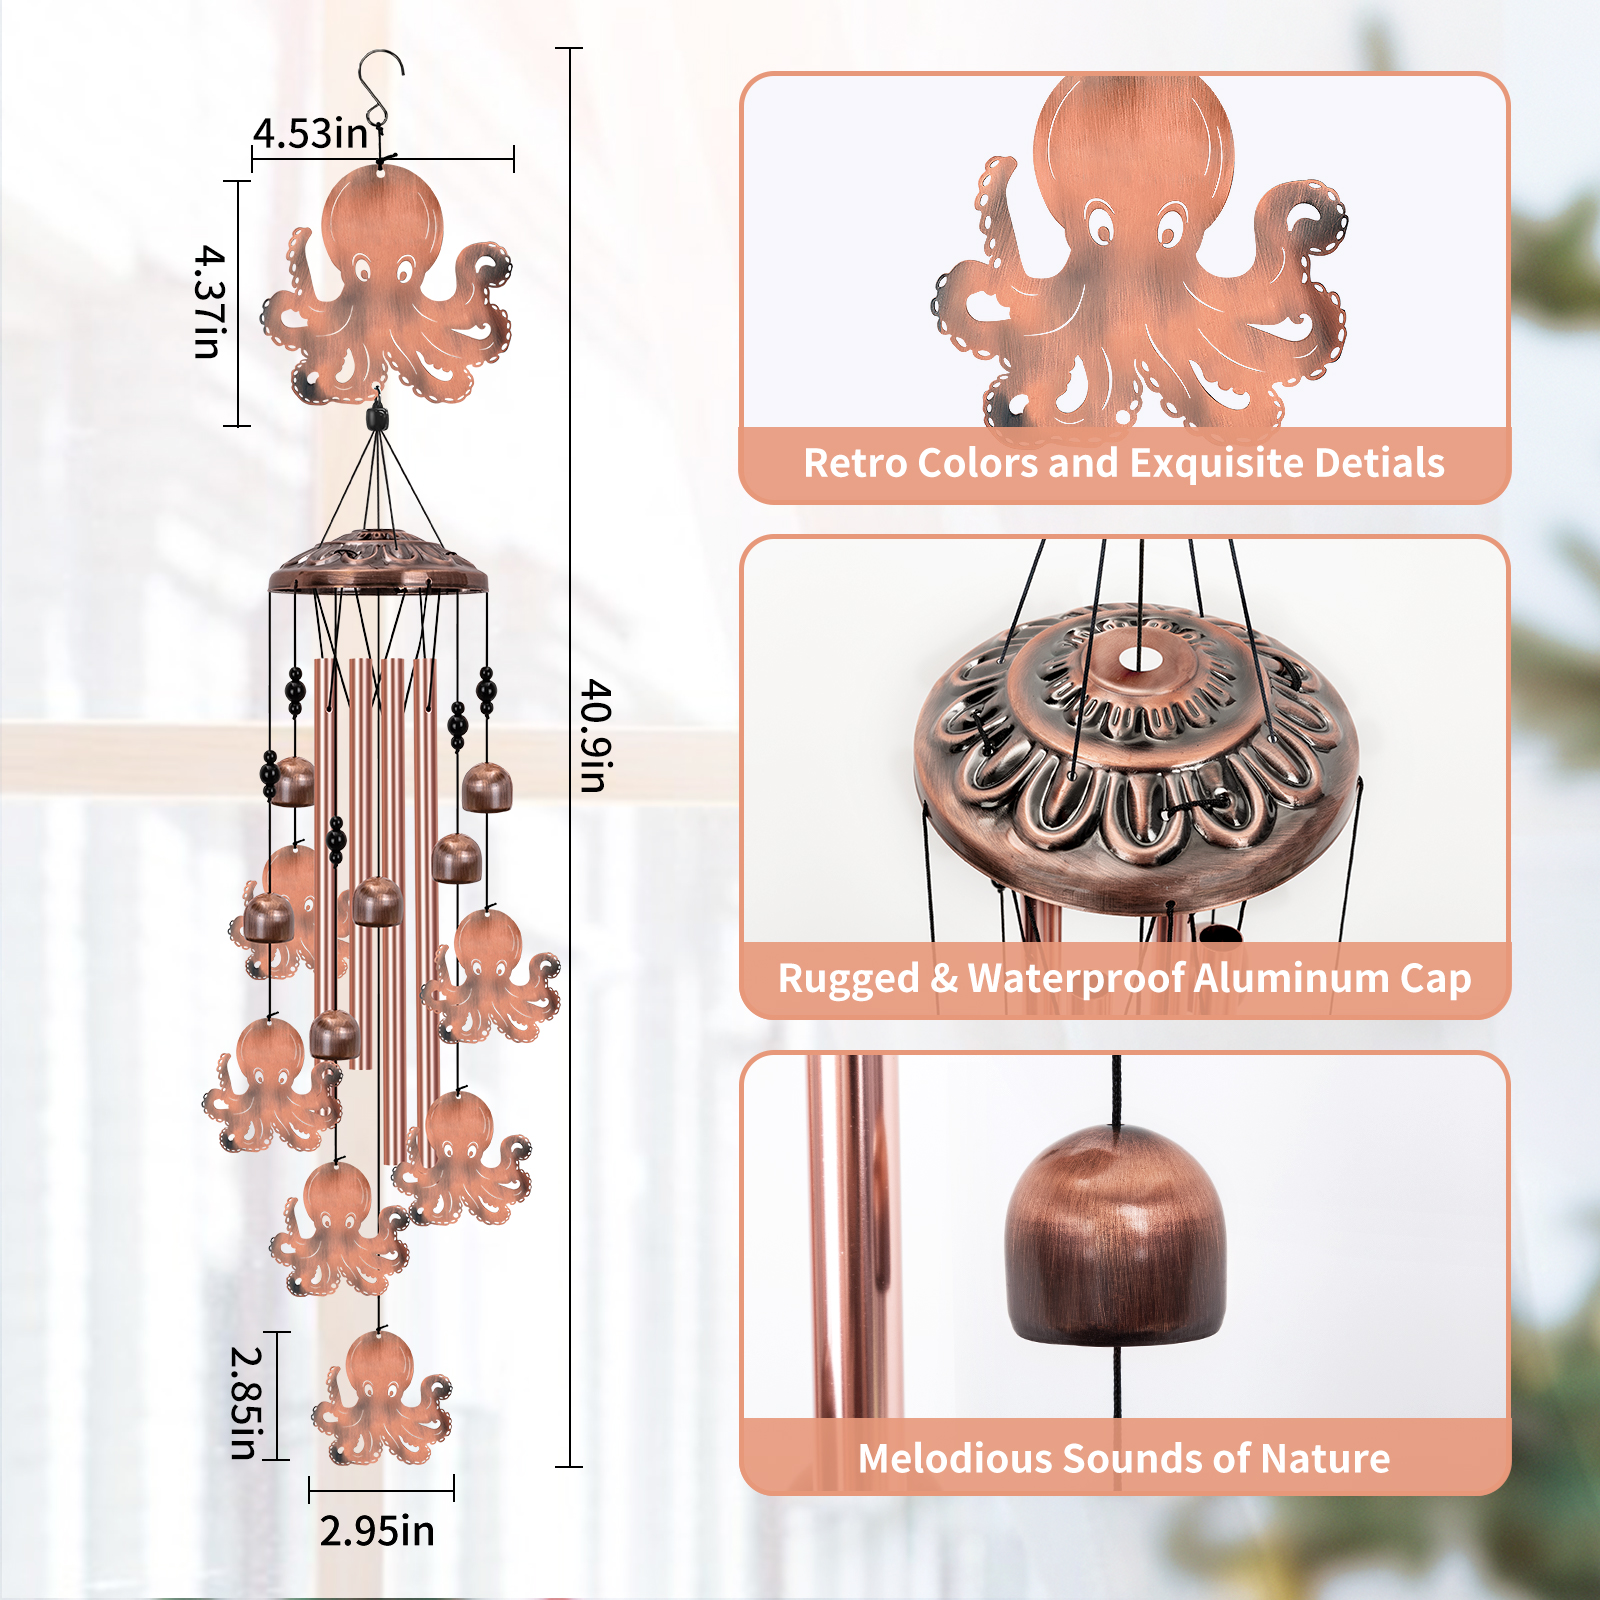 4.53in
4.37in
40.9in
2.85in
2.95in
Retro Colors and Exquisite Detials
Rugged & Waterproof Aluminum Cap
Melodious Sounds of Nature